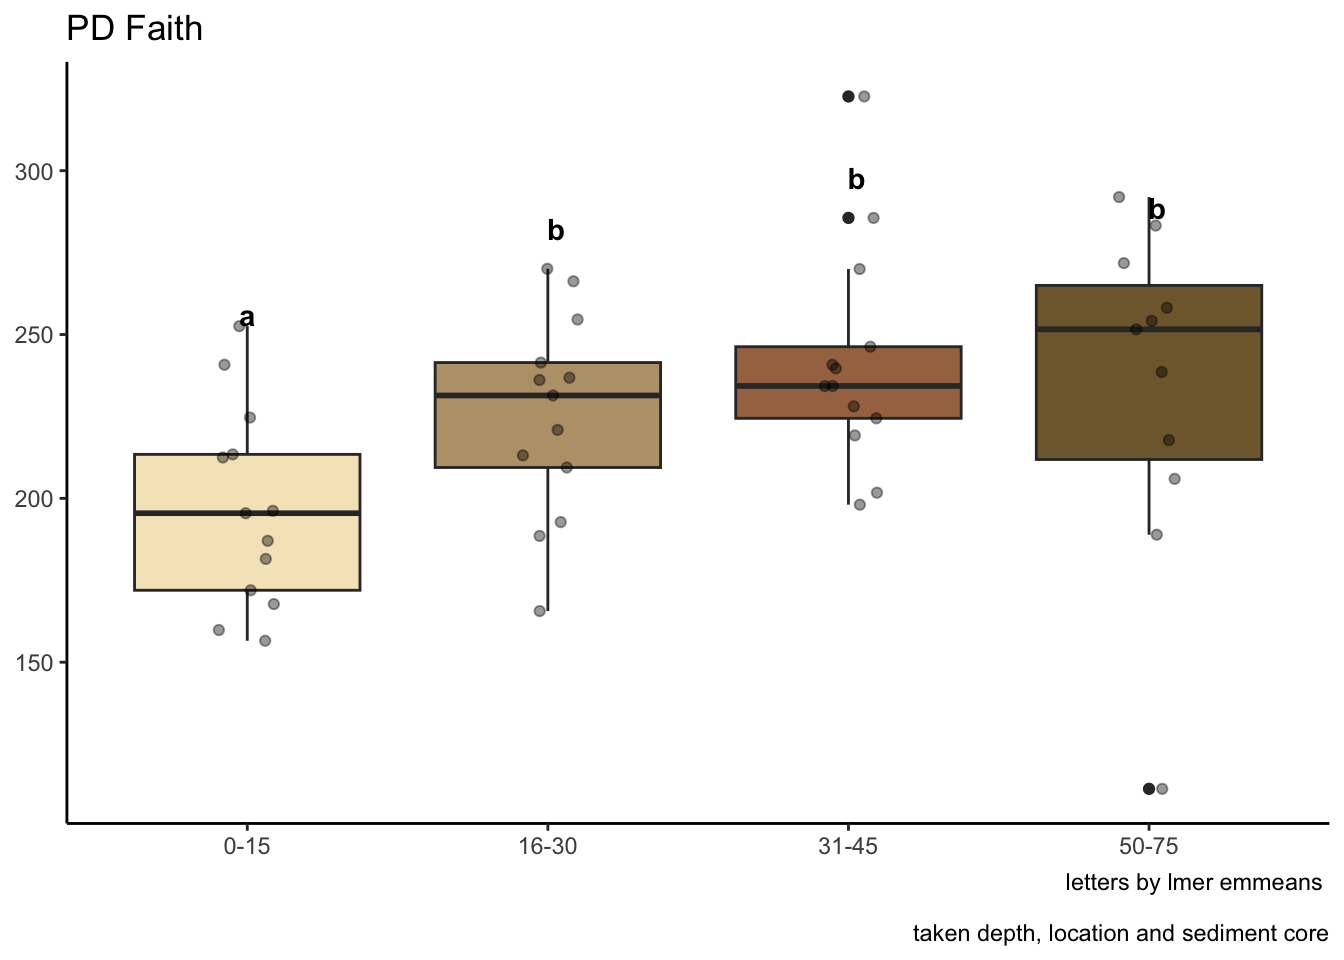 PD Faith
300
250
200
150
a
b
b
b
0-15 16-30 31-45 50-75
letters by lmer emmeans
taken depth, location and sediment core